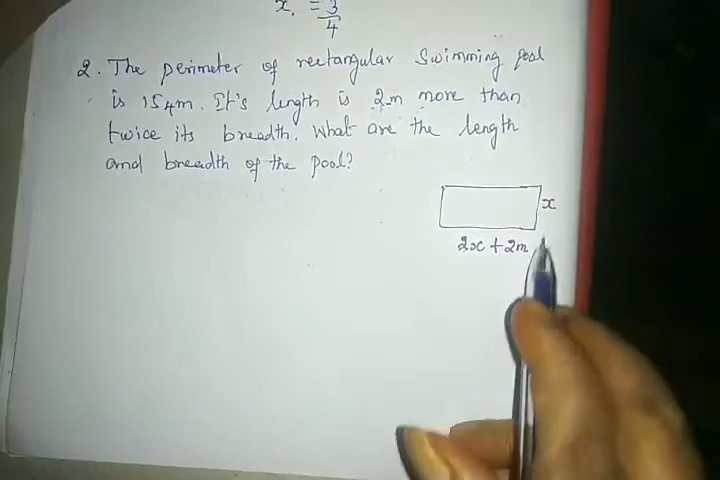 x. = 3/4
2. The perimeter of rectangular swimming pool
is 154m. It's length is 2m more than
twice its breadth. What are the length
and breadth of the pool?
x
2x + 2m